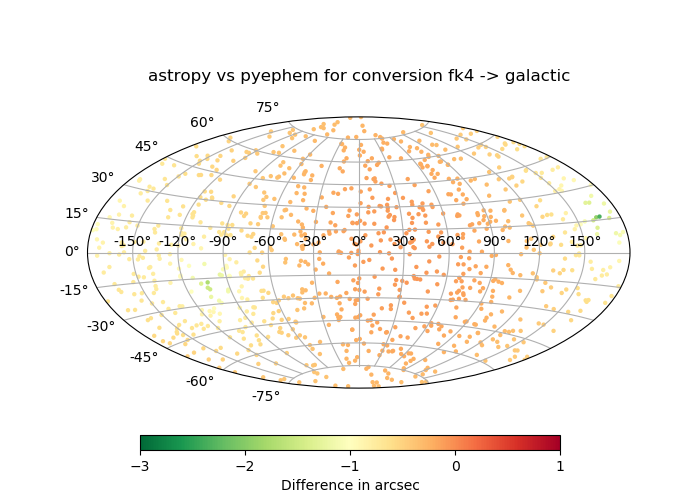 astropy vs pyephem for conversion fk4 -> galactic
75°
60°
45°
30°
15°
-150° -120° -90° -60° -30° 0° 30° 60° 90° 120° 150°
0°
-15°
-30°
-45°
-60°
-75°
−3 −2 −1 0 1
Difference in arcsec